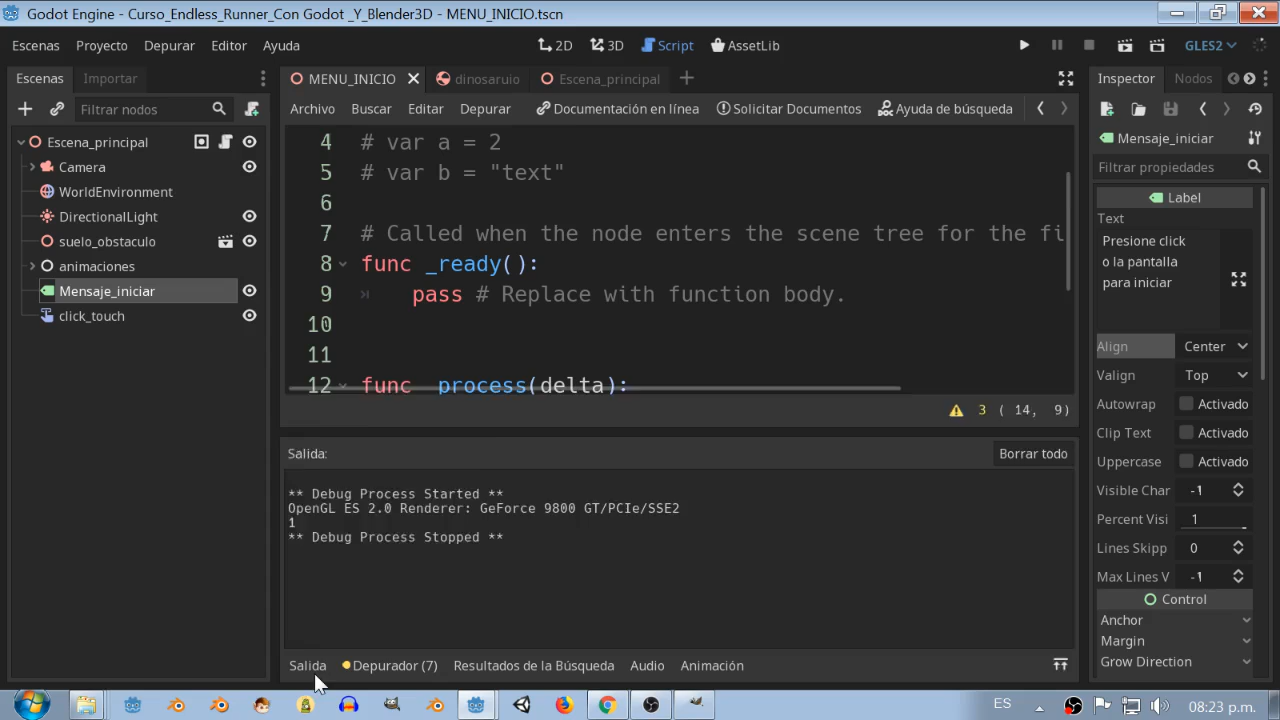 Godot Engine - Curso_Endless_Runner_Con Godot _Y_Blender3D - MENU_INICIO.tscn
Escenas Proyecto Depurar Editor Ayuda 2D 3D Script AssetLib GLES2
Escenas Importar MENU_INICIO dinosaruio Escena_principal Inspector Nodos
Filtrar nodos Archivo Buscar Editar Depurar Documentación en línea Solicitar Documentos Ayuda de búsqueda
Escena_principal
Camera
WorldEnvironment
DirectionalLight
suelo_obstaculo
animaciones
Mensaje_iniciar
click_touch
4 # var a = 2
5 # var b = "text"
6
7 # Called when the node enters the scene tree for the fi
8 func _ready():
9 pass # Replace with function body.
10
11
12 func _process(delta):
3 ( 14, 9)
Salida: Borrar todo
** Debug Process Started **
OpenGL ES 2.0 Renderer: GeForce 9800 GT/PCIe/SSE2
1
** Debug Process Stopped **
Salida Depurador (7) Resultados de la Búsqueda Audio Animación
Mensaje_iniciar
Filtrar propiedades
Label
Text
Presione click
o la pantalla
para iniciar
Align Center
Valign Top
Autowrap Activado
Clip Text Activado
Uppercase Activado
Visible Char -1
Percent Visi 1
Lines Skipp 0
Max Lines V -1
Control
Anchor
Margin
Grow Direction
ES 08:23 p.m.